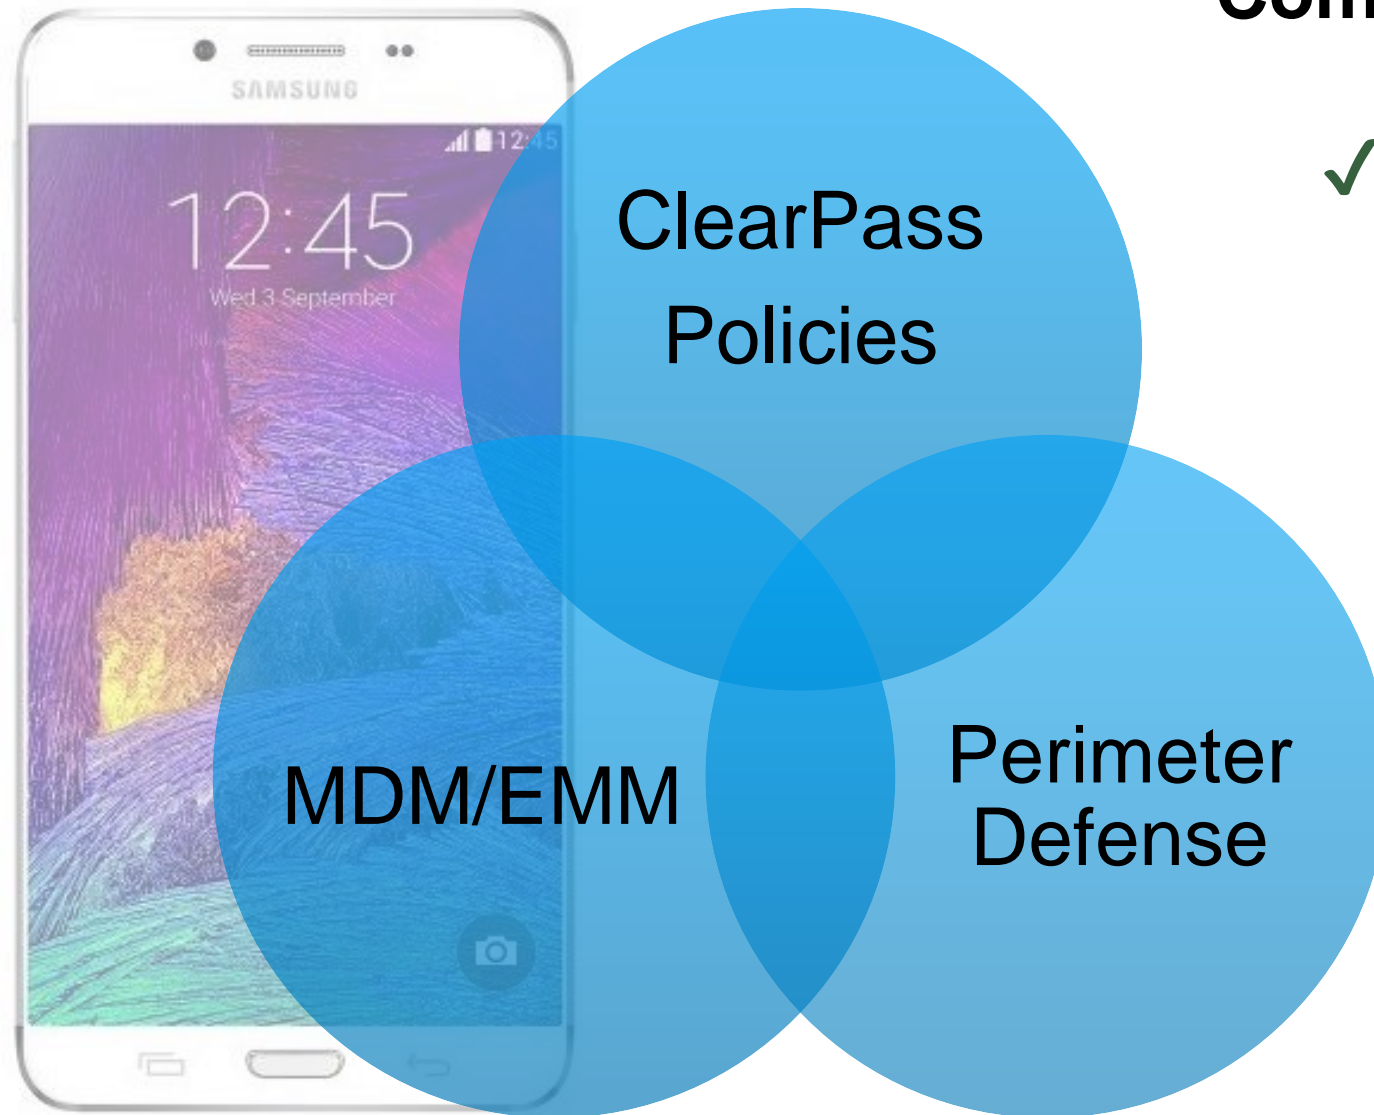 SAMSUNG
12:45
12:45
Wed 3 September
ClearPass
Policies
MDM/EMM
Perimeter
Defense